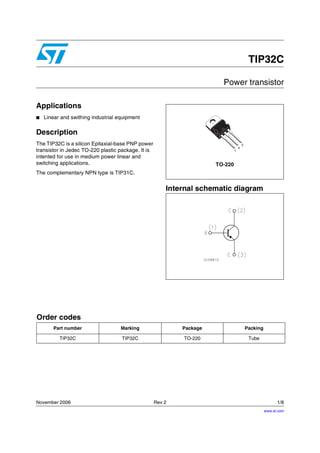 ST
TIP32C
Power transistor
Applications
■ Linear and swithing industrial equipment
Description
The TIP32C is a silicon Epitaxial-base PNP power
transistor in Jedec TO-220 plastic package. It is
intented for use in medium power linear and
switching applications.
The complementary NPN type is TIP31C.
TO-220
Internal schematic diagram
C (2)
(1)
B
E (3)
Order codes
Part number Marking Package Packing
TIP32C TIP32C TO-220 Tube
November 2006 Rev 2 1/8
www.st.com